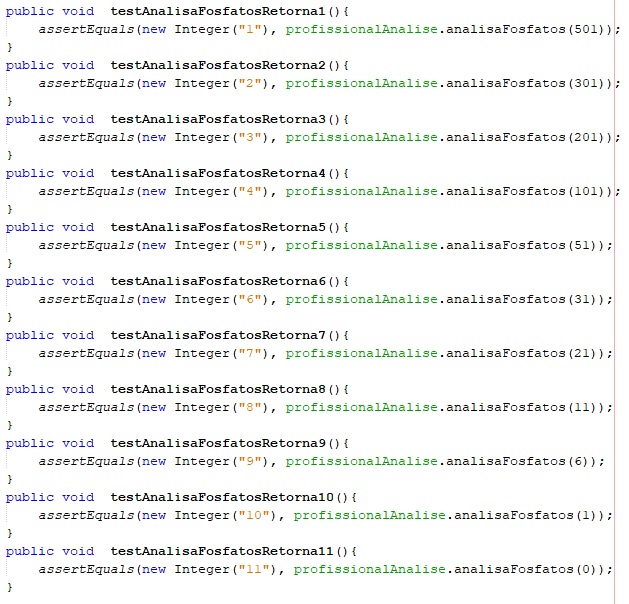 public void  testAnalisaFosfatosRetorna1(){
    assertEquals(new Integer("1"), profissionalAnalise.analisaFosfatos(501));
}
public void  testAnalisaFosfatosRetorna2(){
    assertEquals(new Integer("2"), profissionalAnalise.analisaFosfatos(301));
}
public void  testAnalisaFosfatosRetorna3(){
    assertEquals(new Integer("3"), profissionalAnalise.analisaFosfatos(201));
}
public void  testAnalisaFosfatosRetorna4(){
    assertEquals(new Integer("4"), profissionalAnalise.analisaFosfatos(101));
}
public void  testAnalisaFosfatosRetorna5(){
    assertEquals(new Integer("5"), profissionalAnalise.analisaFosfatos(51));
}
public void  testAnalisaFosfatosRetorna6(){
    assertEquals(new Integer("6"), profissionalAnalise.analisaFosfatos(31));
}
public void  testAnalisaFosfatosRetorna7(){
    assertEquals(new Integer("7"), profissionalAnalise.analisaFosfatos(21));
}
public void  testAnalisaFosfatosRetorna8(){
    assertEquals(new Integer("8"), profissionalAnalise.analisaFosfatos(11));
}
public void  testAnalisaFosfatosRetorna9(){
    assertEquals(new Integer("9"), profissionalAnalise.analisaFosfatos(6));
}
public void  testAnalisaFosfatosRetorna10(){
    assertEquals(new Integer("10"), profissionalAnalise.analisaFosfatos(1));
}
public void  testAnalisaFosfatosRetorna11(){
    assertEquals(new Integer("11"), profissionalAnalise.analisaFosfatos(0));
}